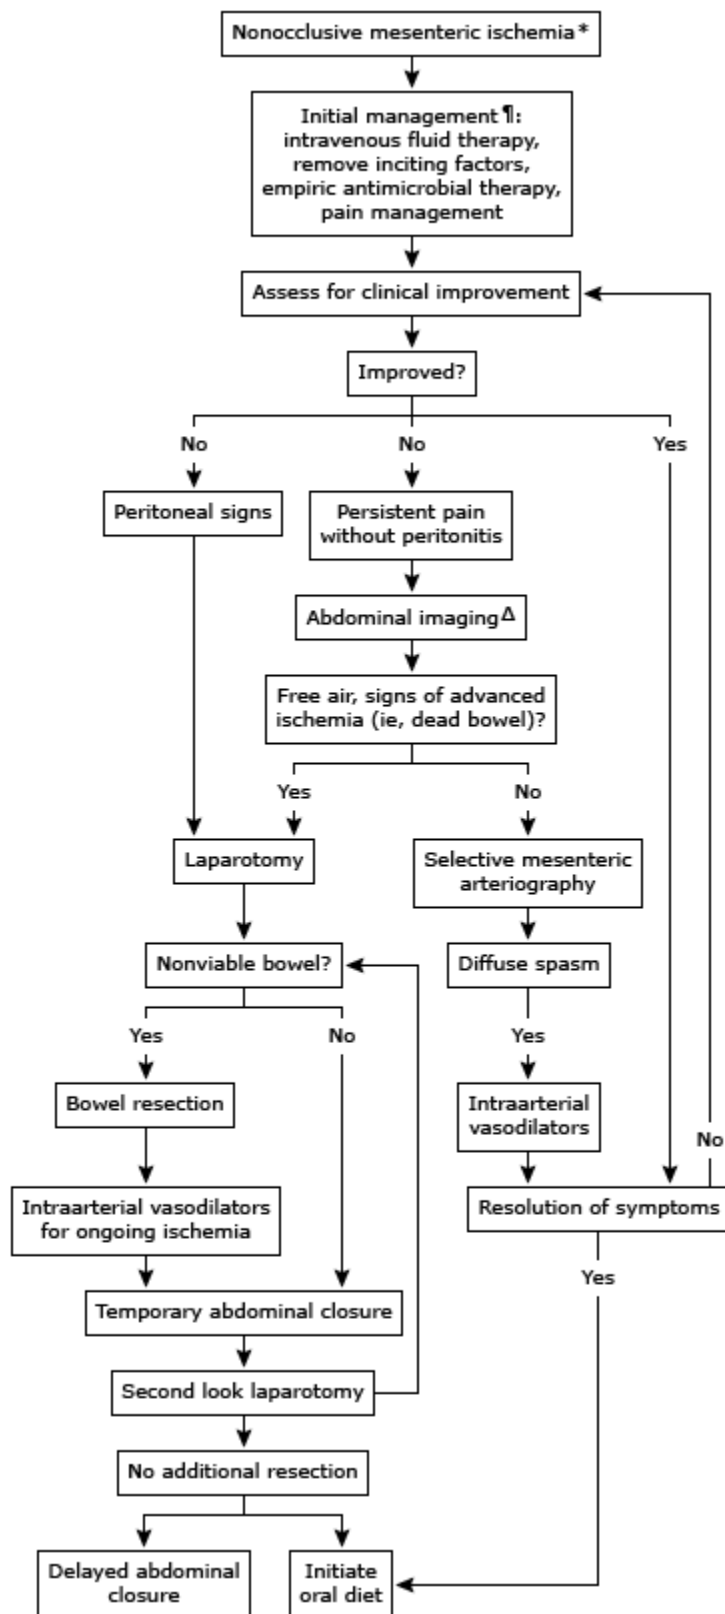 Nonocclusive mesenteric ischemia*
Initial management¶:
intravenous fluid therapy,
remove inciting factors,
empiric antimicrobial therapy,
pain management
Assess for clinical improvement
Improved?
No
No
Yes
Peritoneal signs
Persistent pain
without peritonitis
Abdominal imagingΔ
Free air, signs of advanced
ischemia (ie, dead bowel)?
Yes
No
Laparotomy
Selective mesenteric
arteriography
Nonviable bowel?
Diffuse spasm
Yes
No
Yes
Bowel resection
Intraarterial
vasodilators
No
Intraarterial vasodilators
for ongoing ischemia
Resolution of symptoms
Yes
Temporary abdominal closure
Second look laparotomy
No additional resection
Delayed abdominal
closure
Initiate
oral diet